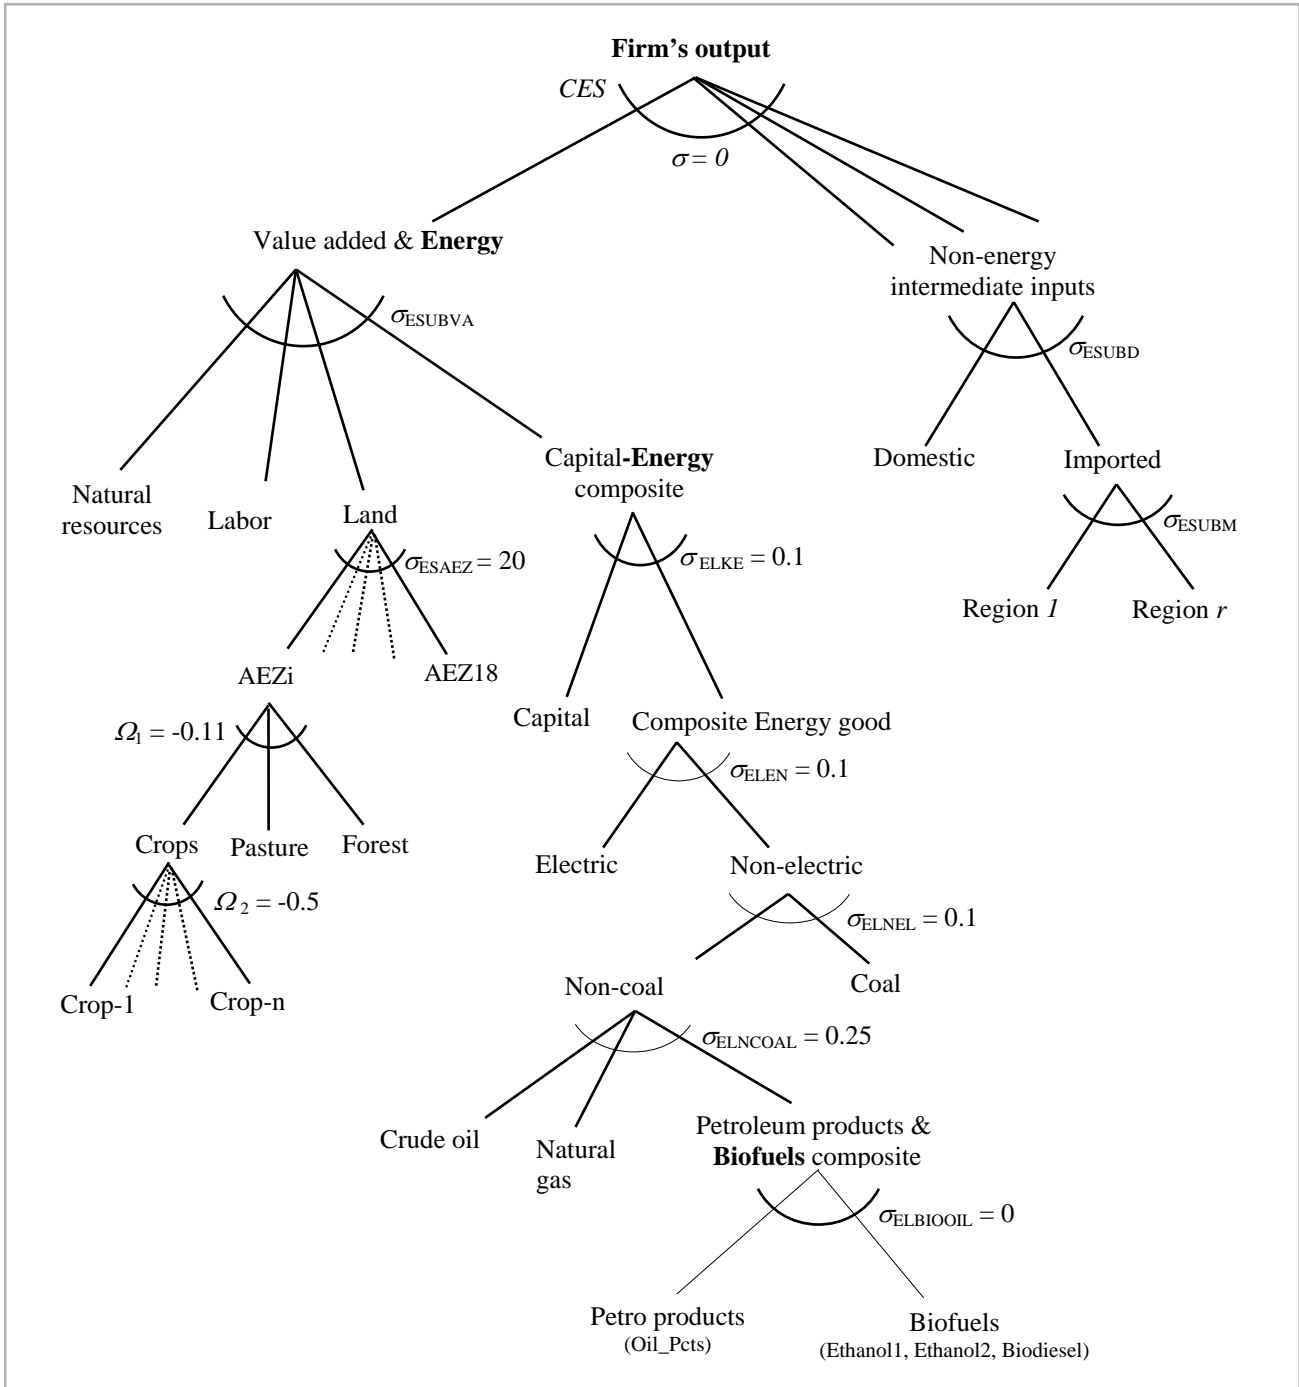 Firm's output
CES
σ = 0
Value added & Energy
Non-energy
intermediate inputs
σESUBVA
σESUBD
Capital-Energy
composite
Domestic
Imported
Natural
resources
Labor
Land
σESUBM
σESAEZ = 20
σELKE = 0.1
Region 1
Region r
AEZi
AEZ18
Capital
Composite Energy good
Ω1 = -0.11
σELEN = 0.1
Crops
Pasture
Forest
Electric
Non-electric
Ω2 = -0.5
σELNEL = 0.1
Crop-1
Crop-n
Non-coal
Coal
σELNCOAL = 0.25
Crude oil
Natural
gas
Petroleum products &
Biofuels composite
σELBIOOIL = 0
Petro products
(Oil_Pcts)
Biofuels
(Ethanol1, Ethanol2, Biodiesel)